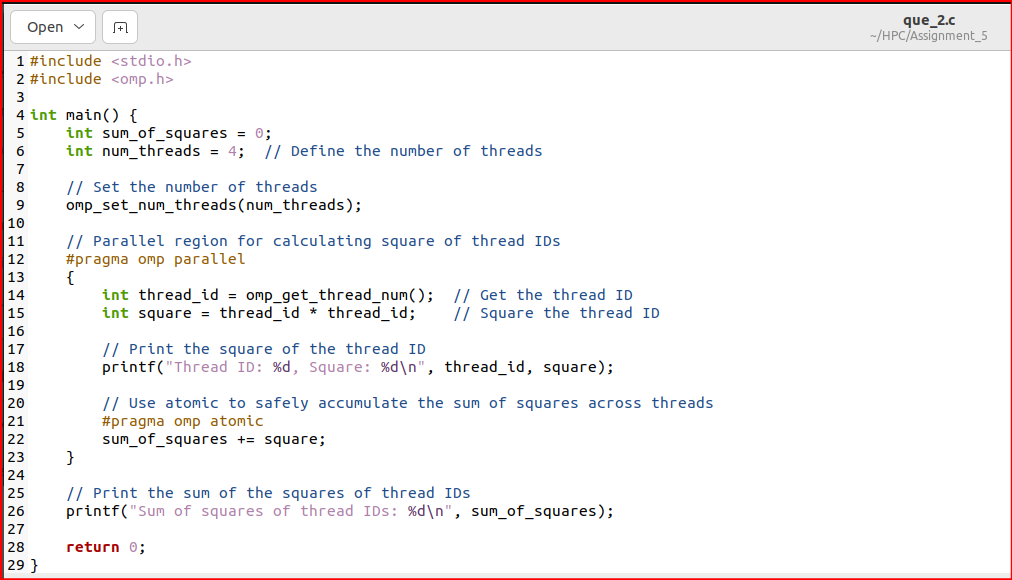 Open
que_2.c
~/HPC/Assignment_5
1 #include <stdio.h>
2 #include <omp.h>
3
4 int main() {
5     int sum_of_squares = 0;
6     int num_threads = 4;  // Define the number of threads
7
8     // Set the number of threads
9     omp_set_num_threads(num_threads);
10
11     // Parallel region for calculating square of thread IDs
12     #pragma omp parallel
13     {
14         int thread_id = omp_get_thread_num();  // Get the thread ID
15         int square = thread_id * thread_id;    // Square the thread ID
16
17         // Print the square of the thread ID
18         printf("Thread ID: %d, Square: %d\n", thread_id, square);
19
20         // Use atomic to safely accumulate the sum of squares across threads
21         #pragma omp atomic
22         sum_of_squares += square;
23     }
24
25     // Print the sum of the squares of thread IDs
26     printf("Sum of squares of thread IDs: %d\n", sum_of_squares);
27
28     return 0;
29 }